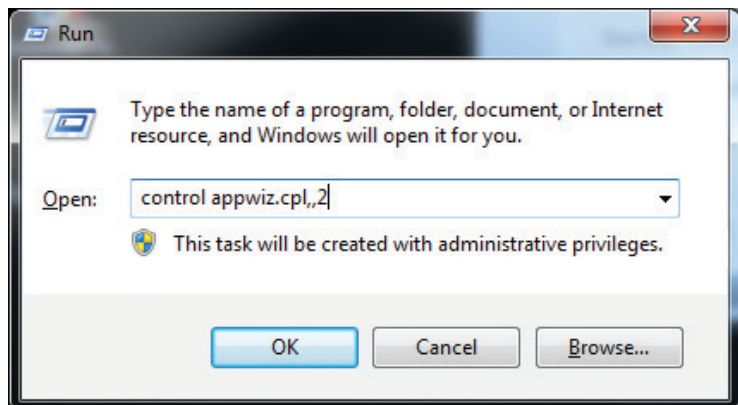 Run
Type the name of a program, folder, document, or Internet
resource, and Windows will open it for you.
Open: control appwiz.cpl,,2
This task will be created with administrative privileges.
OK Cancel Browse...